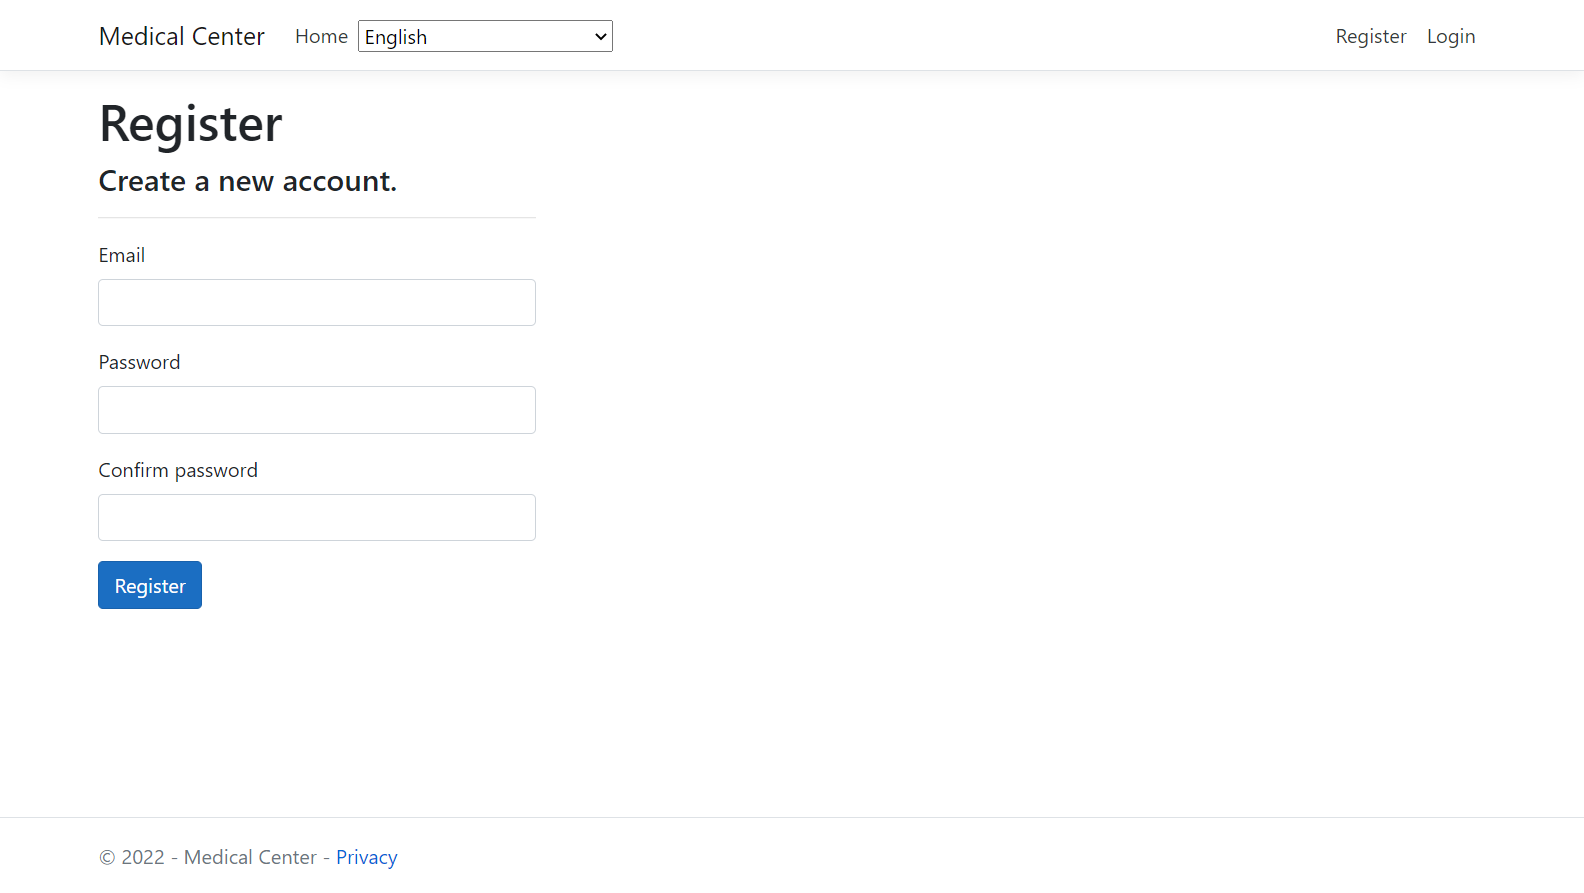 Medical Center Home English Register Login
Register
Create a new account.
Email
Password
Confirm password
Register
© 2022 - Medical Center - Privacy